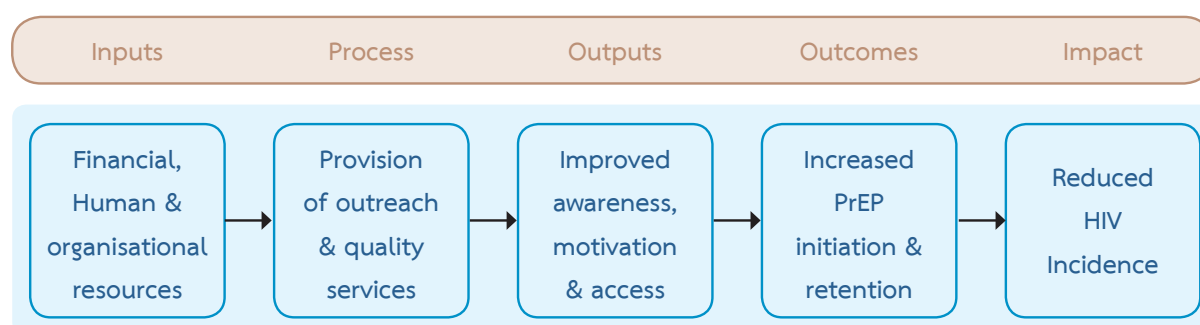 Inputs Process Outputs Outcomes Impact
Financial,
Human &
organisational
resources
Provision
of outreach
& quality
services
Improved
awareness,
motivation
& access
Increased
PrEP
initiation &
retention
Reduced
HIV
Incidence